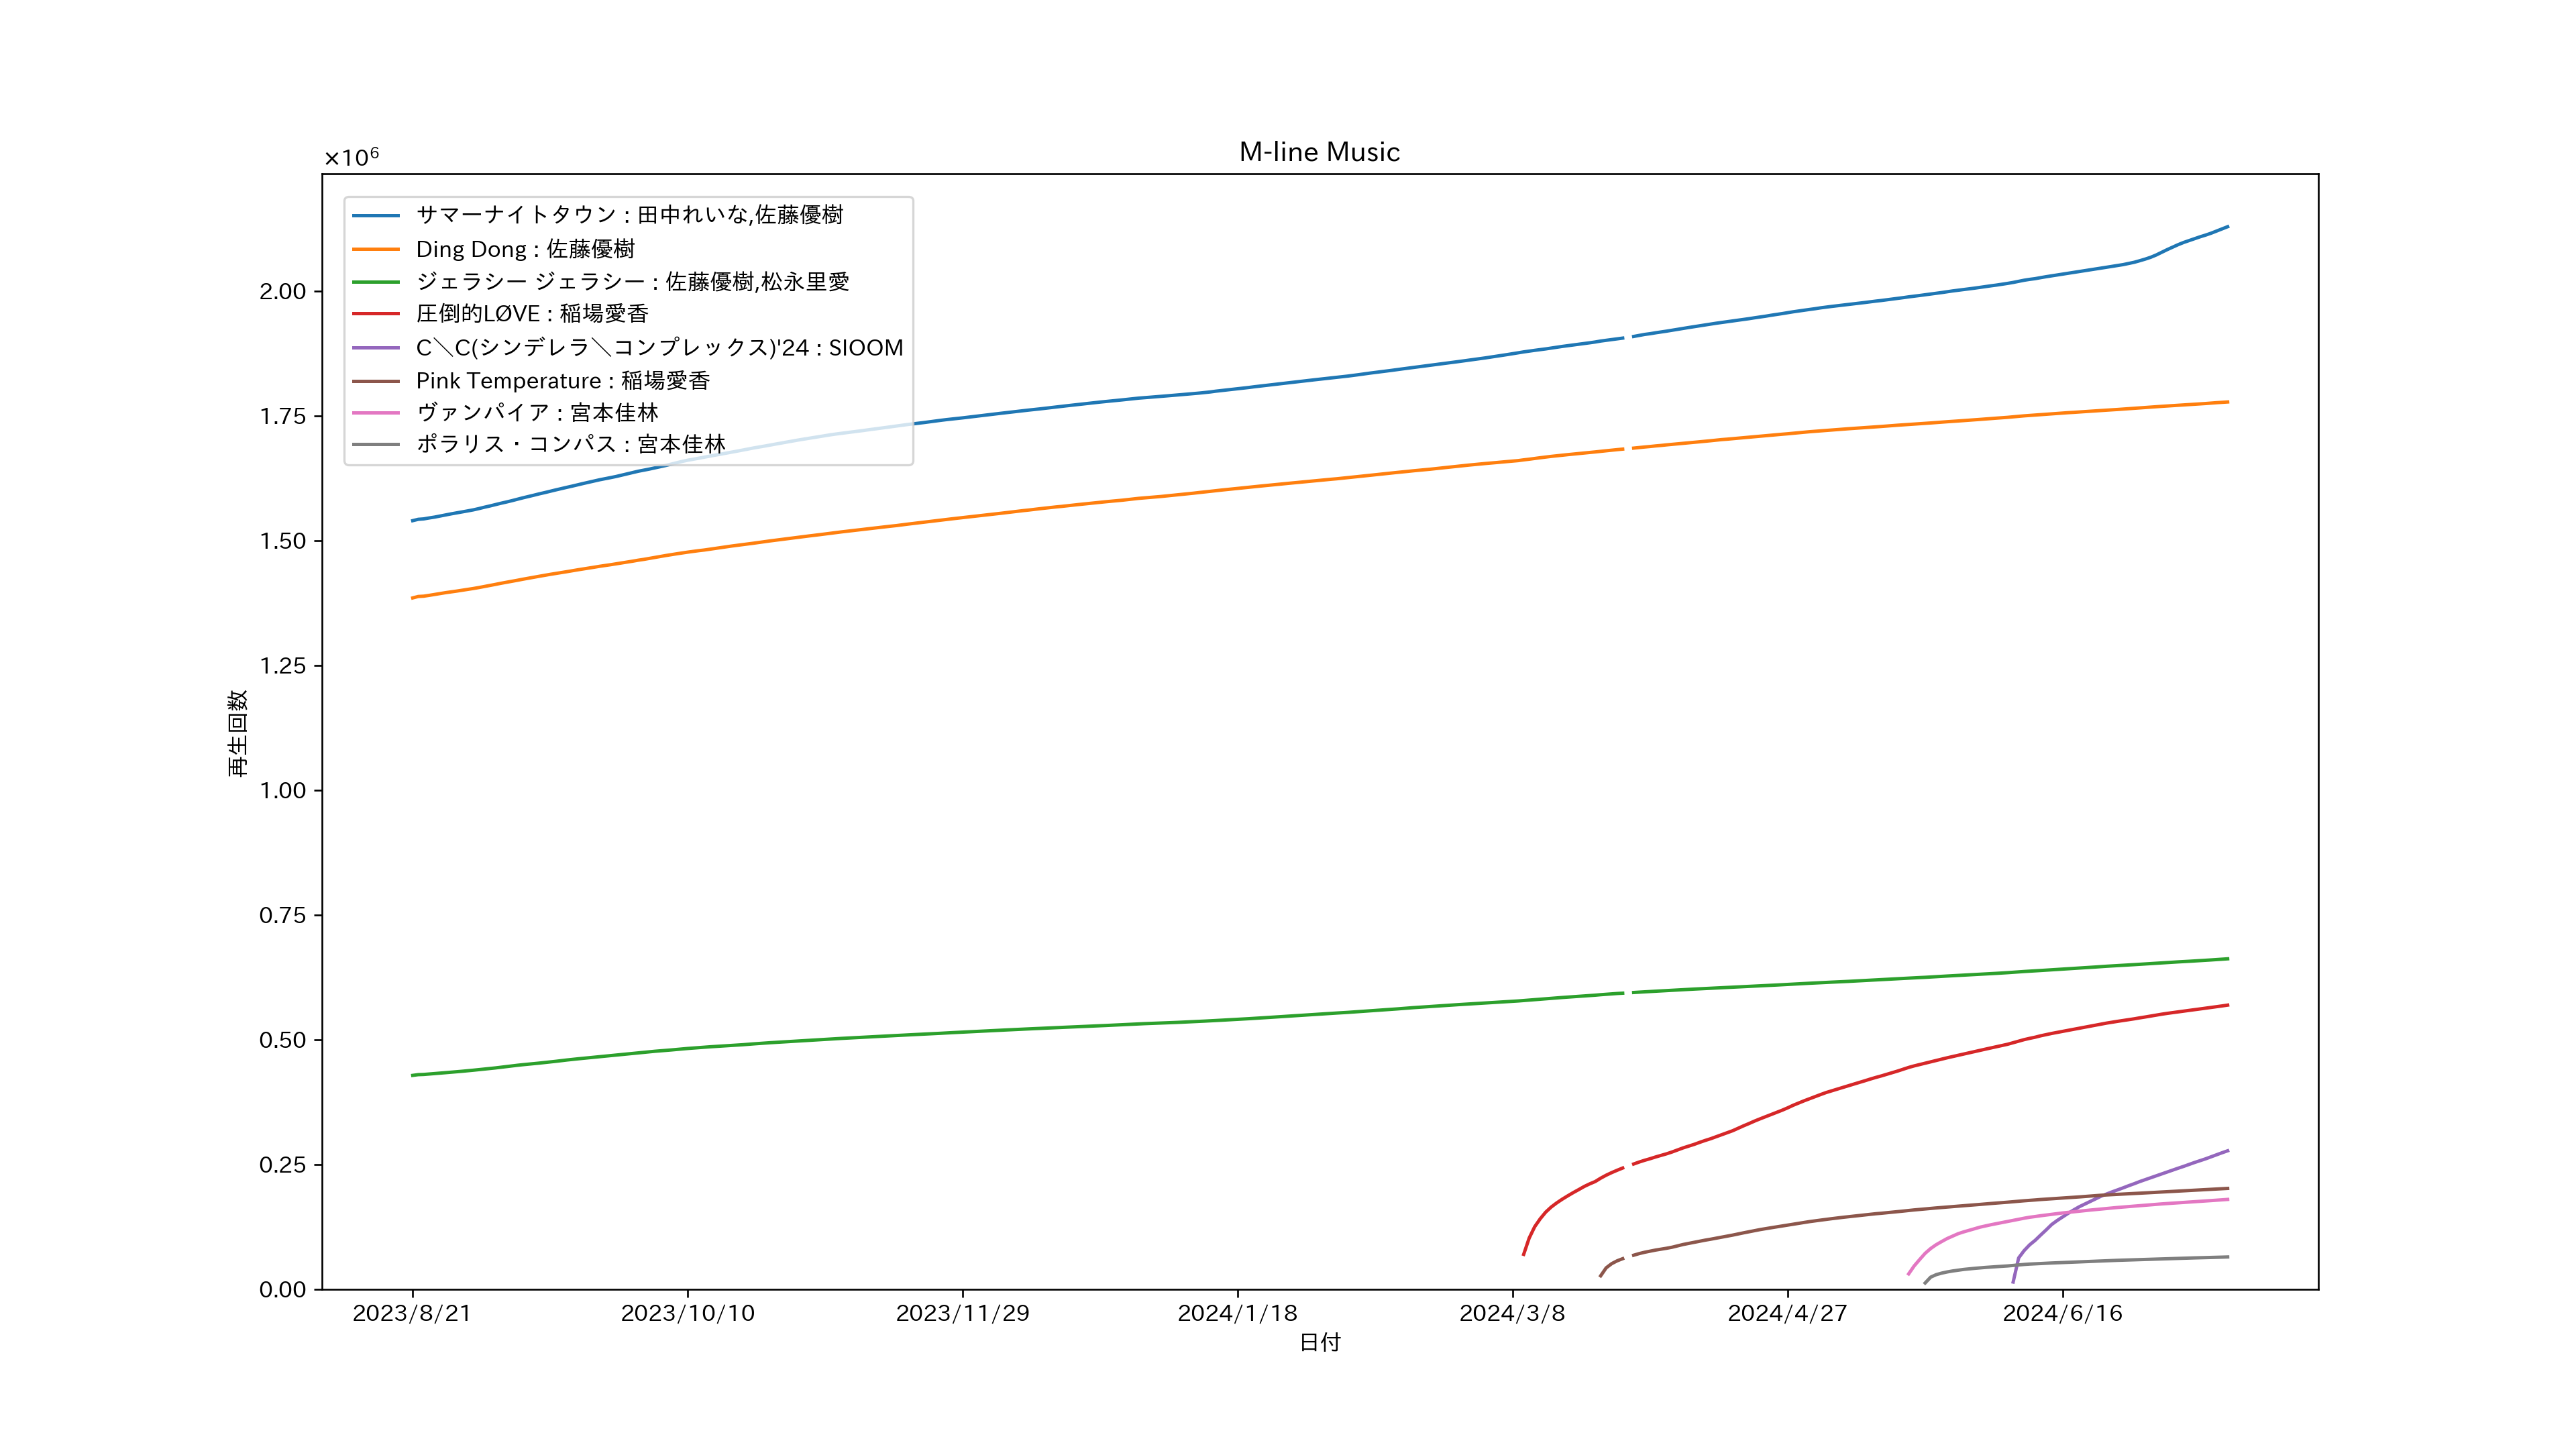 M-line Music
×10⁶
サマーナイトタウン : 田中れいな,佐藤優樹
Ding Dong : 佐藤優樹
ジェラシー ジェラシー : 佐藤優樹,松永里愛
圧倒的LØVE : 稲場愛香
C＼C(シンデレラ＼コンプレックス)'24 : SIOOM
Pink Temperature : 稲場愛香
ヴァンパイア : 宮本佳林
ポラリス・コンパス : 宮本佳林
2.00
1.75
1.50
1.25
1.00
0.75
0.50
0.25
0.00
再生回数
2023/8/21
2023/10/10
2023/11/29
2024/1/18
2024/3/8
2024/4/27
2024/6/16
日付